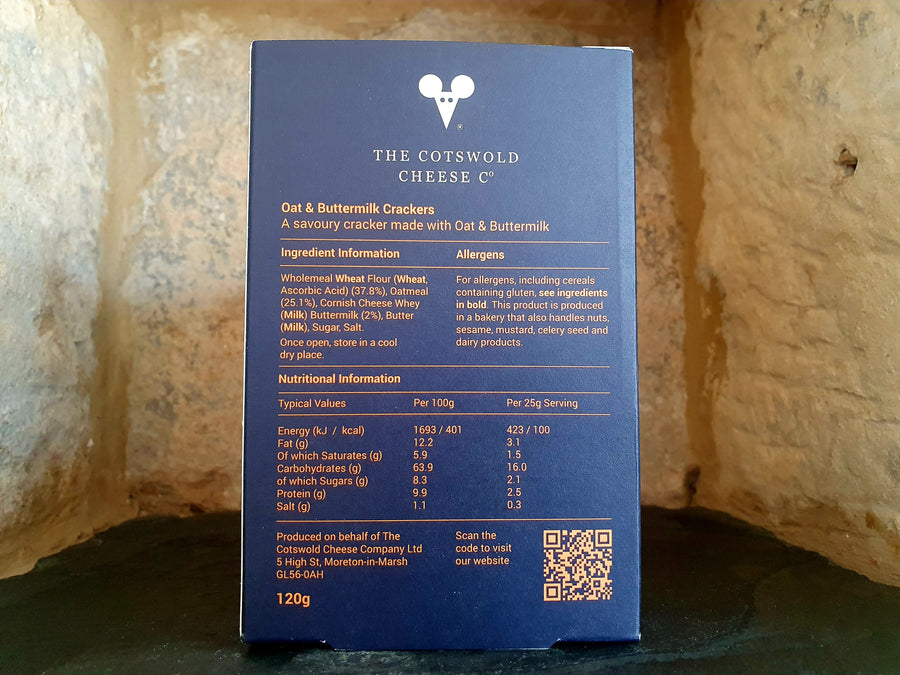 ®
THE COTSWOLD
CHEESE Cº
Oat & Buttermilk Crackers
A savoury cracker made with Oat & Buttermilk
Ingredient Information
Wholemeal Wheat Flour (Wheat,
Ascorbic Acid) (37.8%), Oatmeal
(25.1%), Cornish Cheese Whey
(Milk) Buttermilk (2%), Butter
(Milk), Sugar, Salt.
Once open, store in a cool
dry place.
Allergens
For allergens, including cereals
containing gluten, see ingredients
in bold. This product is produced
in a bakery that also handles nuts,
sesame, mustard, celery seed and
dairy products.
Nutritional Information
Typical Values Per 100g Per 25g Serving
Energy (kJ / kcal) 1693 / 401 423 / 100
Fat (g) 12.2 3.1
Of which Saturates (g) 5.9 1.5
Carbohydrates (g) 63.9 16.0
of which Sugars (g) 8.3 2.1
Protein (g) 9.9 2.5
Salt (g) 1.1 0.3
Produced on behalf of The
Cotswold Cheese Company Ltd
5 High St, Moreton-in-Marsh
GL56-0AH
120g
Scan the
code to visit
our website